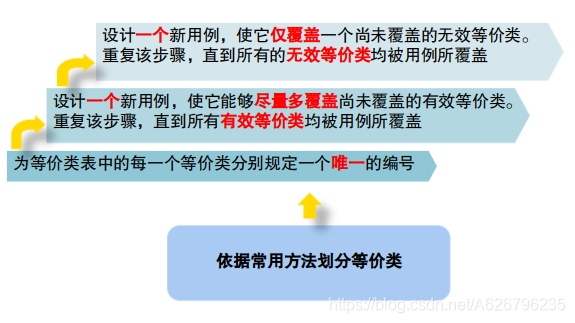 设计一个新用例，使它仅覆盖一个尚未覆盖的无效等价类。
重复该步骤，直到所有的无效等价类均被用例所覆盖
设计一个新用例，使它能够尽量多覆盖尚未覆盖的有效等价类。
重复该步骤，直到所有有效等价类均被用例所覆盖
为等价类表中的每一个等价类分别规定一个唯一的编号
依据常用方法划分等价类
https://blog.csdn.net/A626796235